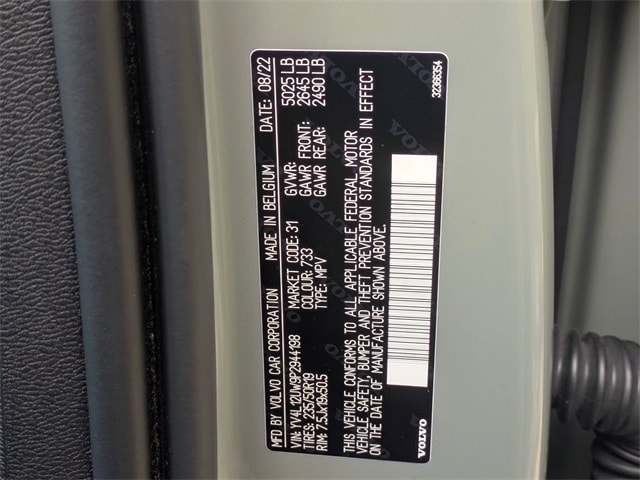 MFD BY VOLVO CAR CORPORATION MADE IN BELGIUM DATE: 08/22
VIN: YV4L12UW9P2944198 MARKET CODE: 31 GVWR: 5025 LB
TIRES: 235/50R19 COLOUR: 733 GAWR FRONT: 2645 LB
RIM: 7.5Jx19x50.5 TYPE: MPV GAWR REAR: 2490 LB
THIS VEHICLE CONFORMS TO ALL APPLICABLE FEDERAL MOTOR
VEHICLE SAFETY, BUMPER AND THEFT PREVENTION STANDARDS IN EFFECT
ON THE DATE OF MANUFACTURE SHOWN ABOVE.
VOLVO 32366354